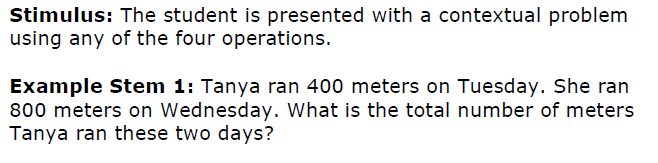 Stimulus: The student is presented with a contextual problem
using any of the four operations.
Example Stem 1: Tanya ran 400 meters on Tuesday. She ran
800 meters on Wednesday. What is the total number of meters
Tanya ran these two days?